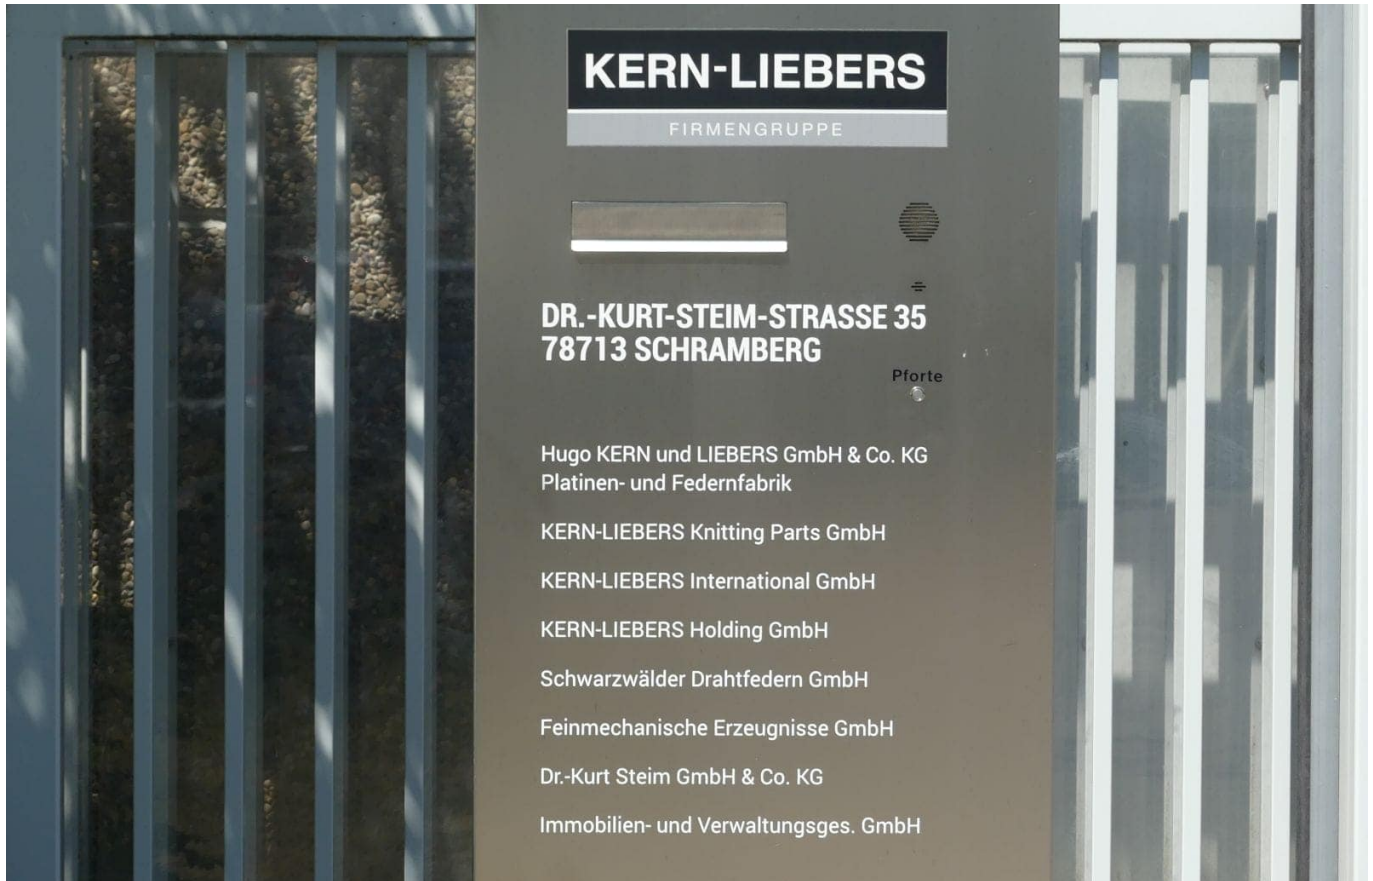 KERN-LIEBERS
FIRMENGRUPPE
DR.-KURT-STEIM-STRASSE 35
78713 SCHRAMBERG
Pforte
Hugo KERN und LIEBERS GmbH & Co. KG
Platinen- und Federnfabrik
KERN-LIEBERS Knitting Parts GmbH
KERN-LIEBERS International GmbH
KERN-LIEBERS Holding GmbH
Schwarzwälder Drahtfedern GmbH
Feinmechanische Erzeugnisse GmbH
Dr.-Kurt Steim GmbH & Co. KG
Immobilien- und Verwaltungsges. GmbH